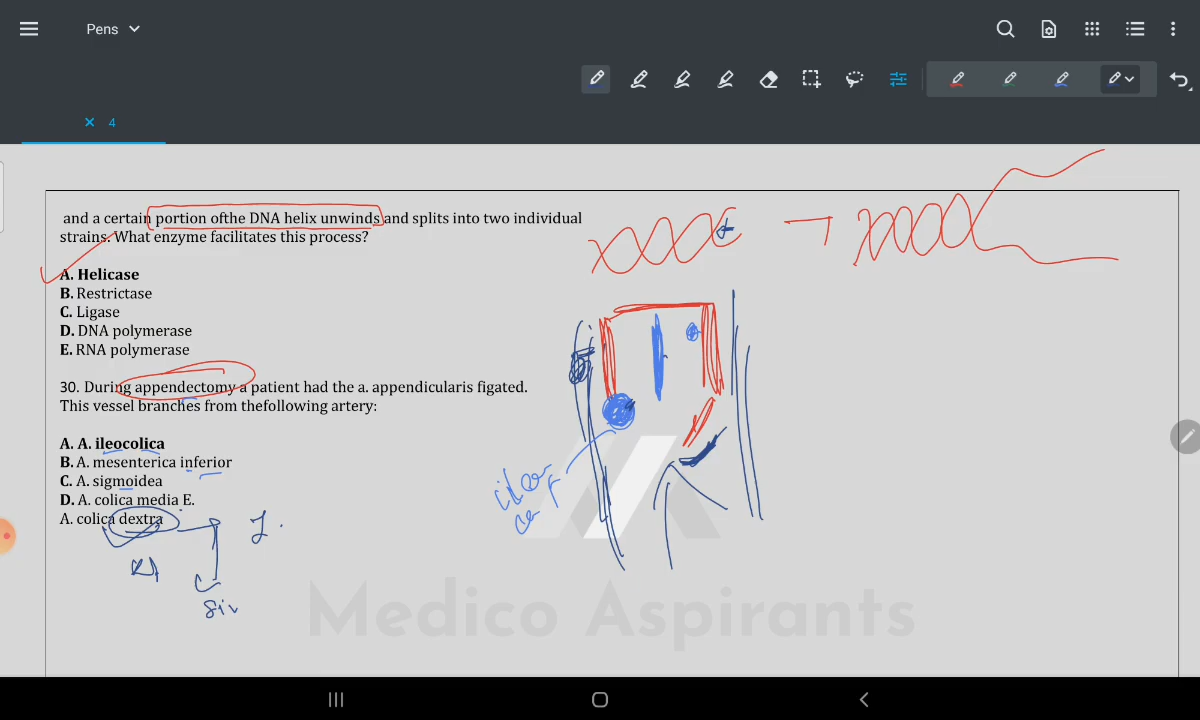 Pens
4
and a certain portion ofthe DNA helix unwinds and splits into two individual
strains. What enzyme facilitates this process?
A. Helicase
B. Restrictase
C. Ligase
D. DNA polymerase
E. RNA polymerase
30. During appendectomy a patient had the a. appendicularis figated.
This vessel branches from thefollowing artery:
A. A. ileocolica
B. A. mesenterica inferior
C. A. sigmoidea
D. A. colica media E.
A. colica dextra
Medico Aspirants